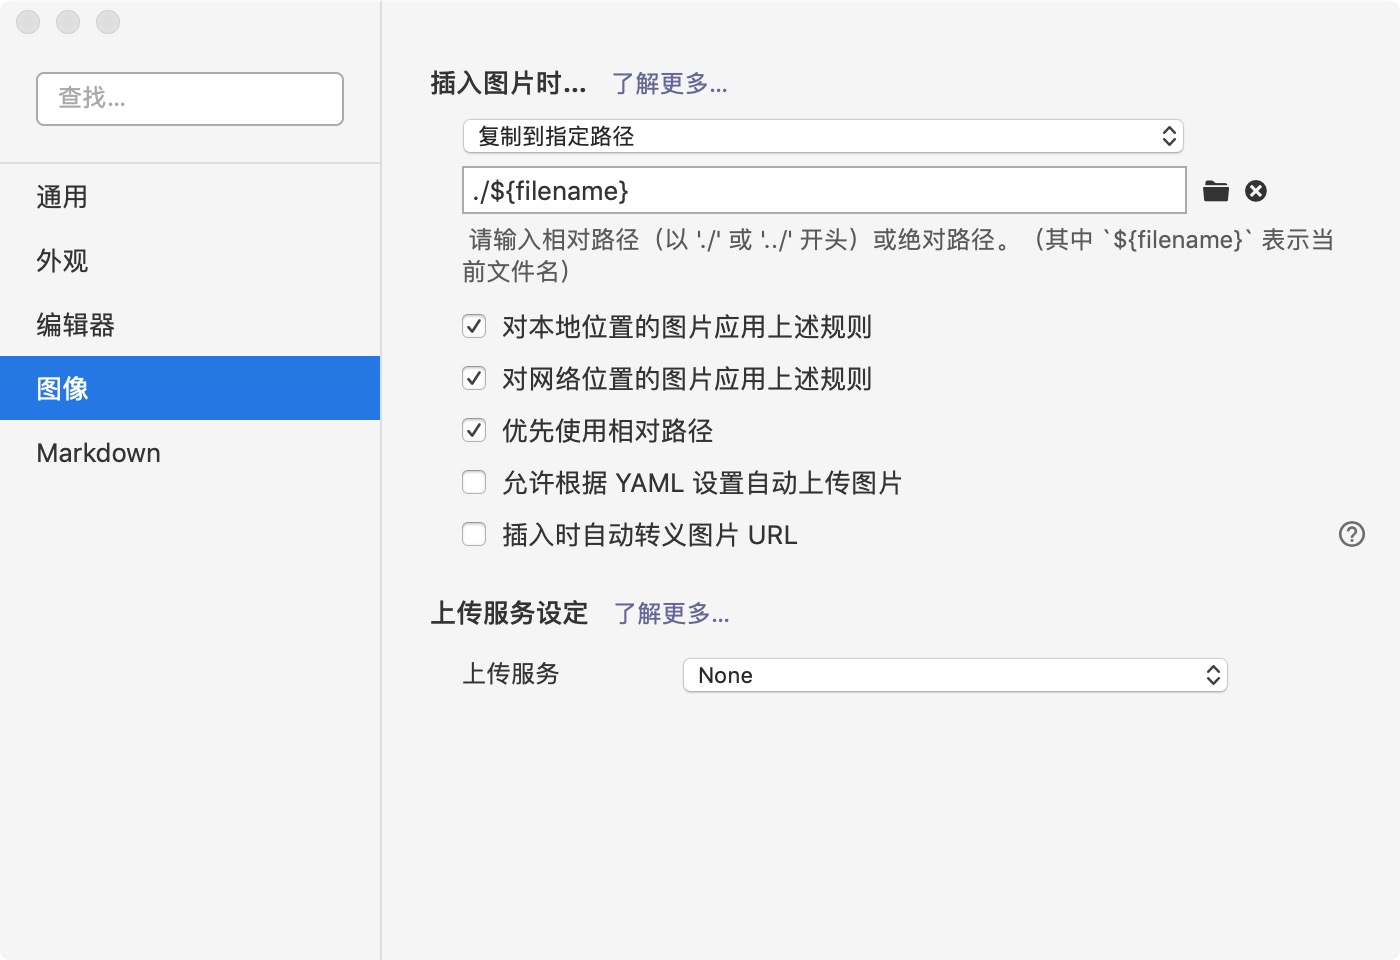 查找...
通用
外观
编辑器
图像
Markdown
插入图片时... 了解更多...
复制到指定路径
./${filename}
请输入相对路径（以 './' 或 '../' 开头）或绝对路径。（其中 `${filename}` 表示当
前文件名）
对本地位置的图片应用上述规则
对网络位置的图片应用上述规则
优先使用相对路径
允许根据 YAML 设置自动上传图片
插入时自动转义图片 URL
上传服务设定 了解更多...
上传服务 None